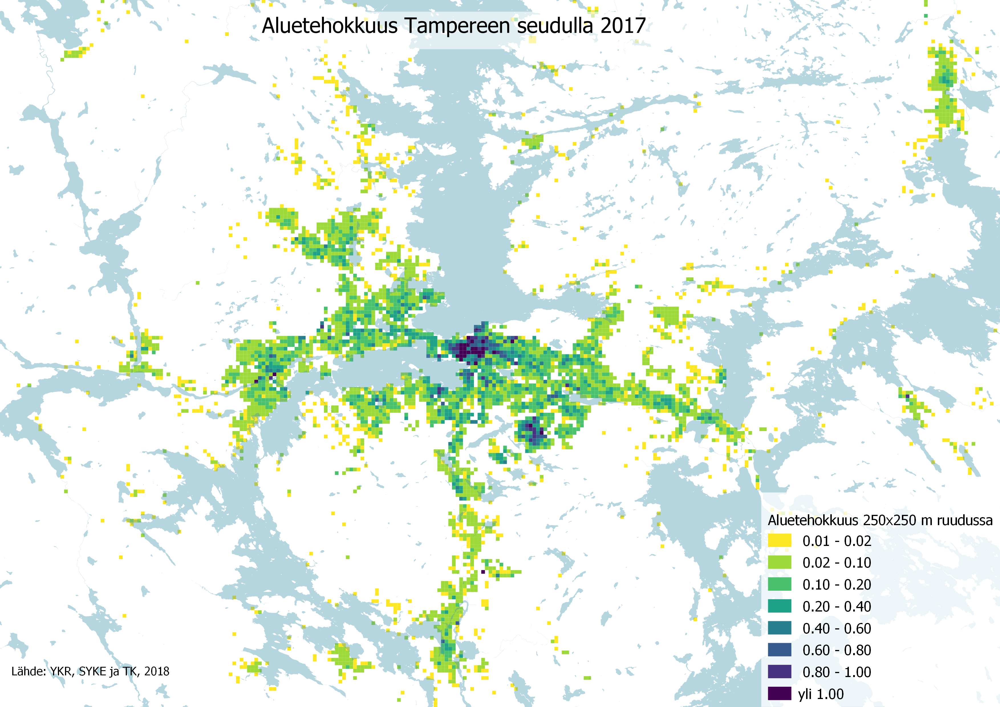 Aluetehokkuus Tampereen seudulla 2017
Aluetehokkuus 250x250 m ruudussa
0.01 - 0.02
0.02 - 0.10
0.10 - 0.20
0.20 - 0.40
0.40 - 0.60
0.60 - 0.80
0.80 - 1.00
yli 1.00
Lähde: YKR, SYKE ja TK, 2018